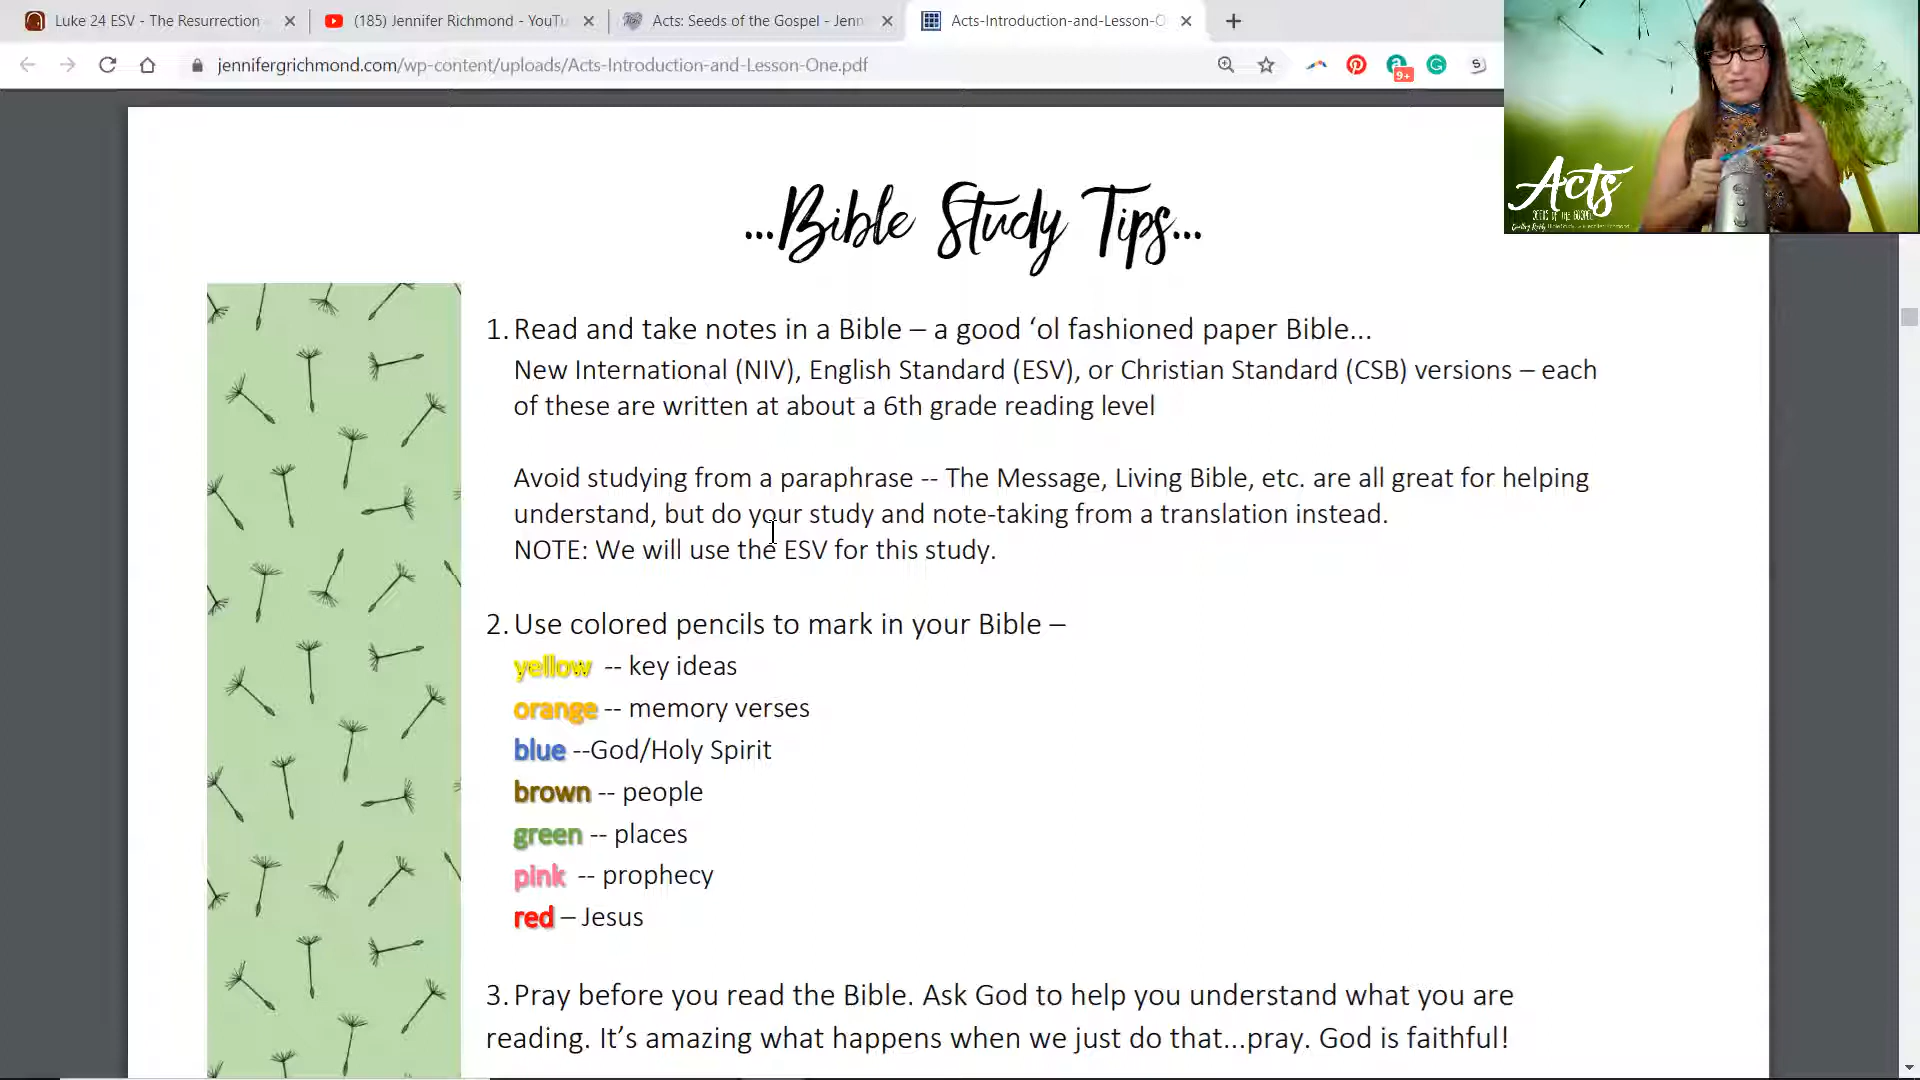 Luke 24 ESV - The Resurrection
(185) Jennifer Richmond - YouTu
Acts: Seeds of the Gospel - Jenn
Acts-Introduction-and-Lesson-O
jennifergrichmond.com/wp-content/uploads/Acts-Introduction-and-Lesson-One.pdf
9+
Acts
SEEDS OF THE GOSPEL
...Bible Study Tips...
1. Read and take notes in a Bible – a good ‘ol fashioned paper Bible...
New International (NIV), English Standard (ESV), or Christian Standard (CSB) versions – each
of these are written at about a 6th grade reading level
Avoid studying from a paraphrase -- The Message, Living Bible, etc. are all great for helping
understand, but do your study and note-taking from a translation instead.
NOTE: We will use the ESV for this study.
2. Use colored pencils to mark in your Bible –
yellow -- key ideas
orange -- memory verses
blue --God/Holy Spirit
brown -- people
green -- places
pink -- prophecy
red – Jesus
3. Pray before you read the Bible. Ask God to help you understand what you are
reading. It’s amazing what happens when we just do that...pray. God is faithful!